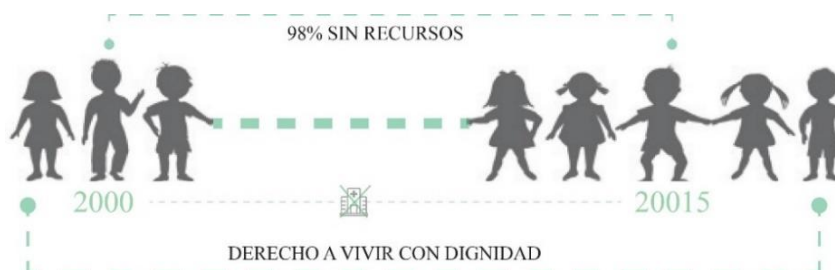 98% SIN RECURSOS
2000 20015
DERECHO A VIVIR CON DIGNIDAD